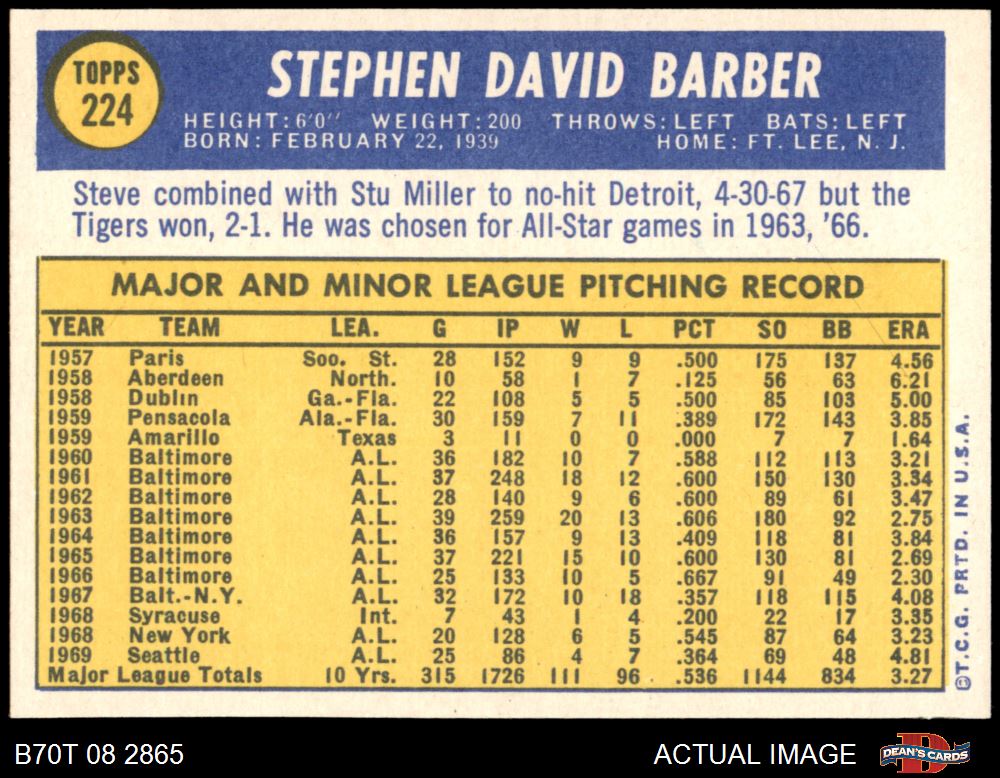 TOPPS
224
STEPHEN DAVID BARBER
HEIGHT: 6'0" WEIGHT: 200 THROWS: LEFT BATS: LEFT
BORN: FEBRUARY 22, 1939 HOME: FT. LEE, N. J.
Steve combined with Stu Miller to no-hit Detroit, 4-30-67 but the
Tigers won, 2-1. He was chosen for All-Star games in 1963, '66.
MAJOR AND MINOR LEAGUE PITCHING RECORD
YEAR TEAM LEA. G IP W L PCT SO BB ERA
1957 Paris Soo. St. 28 152 9 9 .500 175 137 4.56
1958 Aberdeen North. 10 58 1 7 .125 56 63 6.21
1958 Dublin Ga.-Fla. 22 108 5 5 .500 85 103 5.00
1959 Pensacola Ala.-Fla. 30 159 7 11 .389 172 143 3.85
1959 Amarillo Texas 3 11 0 0 .000 7 7 1.64
1960 Baltimore A.L. 36 182 10 7 .588 112 113 3.21
1961 Baltimore A.L. 37 248 18 12 .600 150 130 3.34
1962 Baltimore A.L. 28 140 9 6 .600 89 61 3.47
1963 Baltimore A.L. 39 259 20 13 .606 180 92 2.75
1964 Baltimore A.L. 36 157 9 13 .409 118 81 3.84
1965 Baltimore A.L. 37 221 15 10 .600 130 81 2.69
1966 Baltimore A.L. 25 133 10 5 .667 91 49 2.30
1967 Balt.-N.Y. A.L. 32 172 10 18 .357 118 115 4.08
1968 Syracuse Int. 7 43 1 4 .200 22 17 3.35
1968 New York A.L. 20 128 6 5 .545 87 64 3.23
1969 Seattle A.L. 25 86 4 7 .364 69 48 4.81
Major League Totals 10 Yrs. 315 1726 111 96 .536 1144 834 3.27
©T.C.G. PRTD. IN U.S.A.
B70T 08 2865 ACTUAL IMAGE
DEAN'S CARDS